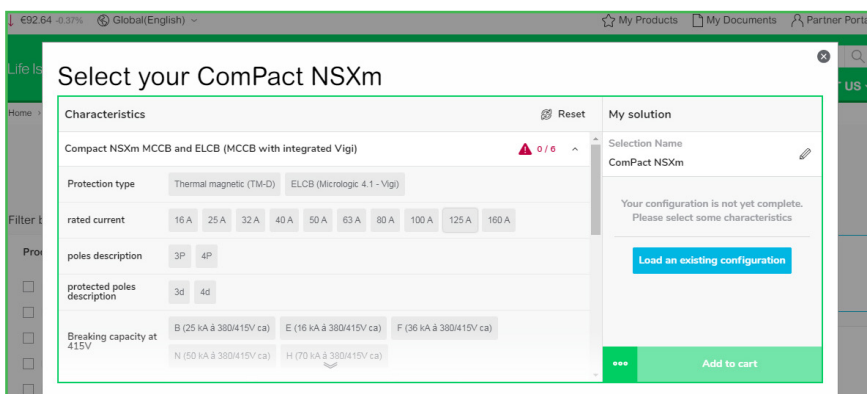 €92.64 -0.37% Global(English) My Products My Documents Partner Porta
Life Is
US
Home
Select your ComPact NSXm
Characteristics Reset My solution
Compact NSXm MCCB and ELCB (MCCB with integrated Vigi) 0 / 6
Selection Name
ComPact NSXm
Protection type Thermal magnetic (TM-D) ELCB (Micrologic 4.1 - Vigi)
Your configuration is not yet complete.
Please select some characteristics
Filter b
rated current 16 A 25 A 32 A 40 A 50 A 63 A 80 A 100 A 125 A 160 A
Prod
poles description 3P 4P
Load an existing configuration
protected poles
description
3d 4d
Breaking capacity at
415V
B (25 kA á 380/415V ca) E (16 kA á 380/415V ca) F (36 kA á 380/415V ca)
N (50 kA á 380/415V ca) H (70 kA á 380/415V ca)
Add to cart